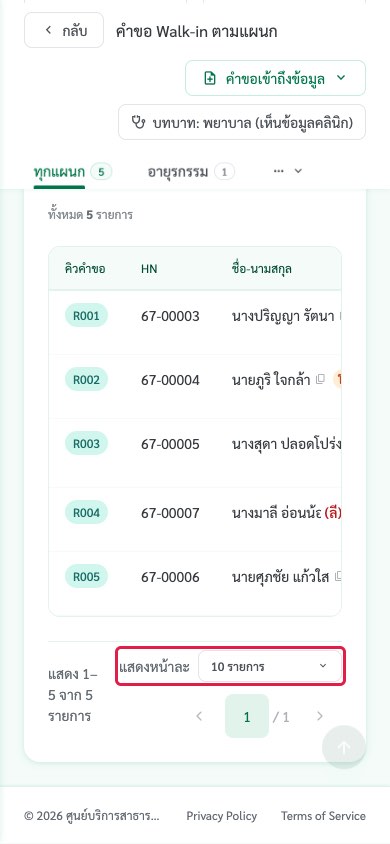 กลับ คำขอ Walk-in ตามแผนก
คำขอเข้าถึงข้อมูล
บทบาท: พยาบาล (เห็นข้อมูลคลินิก)
ทุกแผนก 5 อายุรกรรม 1 ...
ทั้งหมด 5 รายการ
คิวคำขอ HN ชื่อ-นามสกุล
R001 67-00003 นางปริญญา รัตนา
R002 67-00004 นายภูริ ใจกล้า
R003 67-00005 นางสุดา ปลอดโปร่ง
R004 67-00007 นางมาลี อ่อนน้อ (ลี)
R005 67-00006 นายศุภชัย แก้วใส
แสดงหน้าละ 10 รายการ
แสดง 1–
5 จาก 5
รายการ
1 / 1
© 2026 ศูนย์บริการสาธาร... Privacy Policy Terms of Service